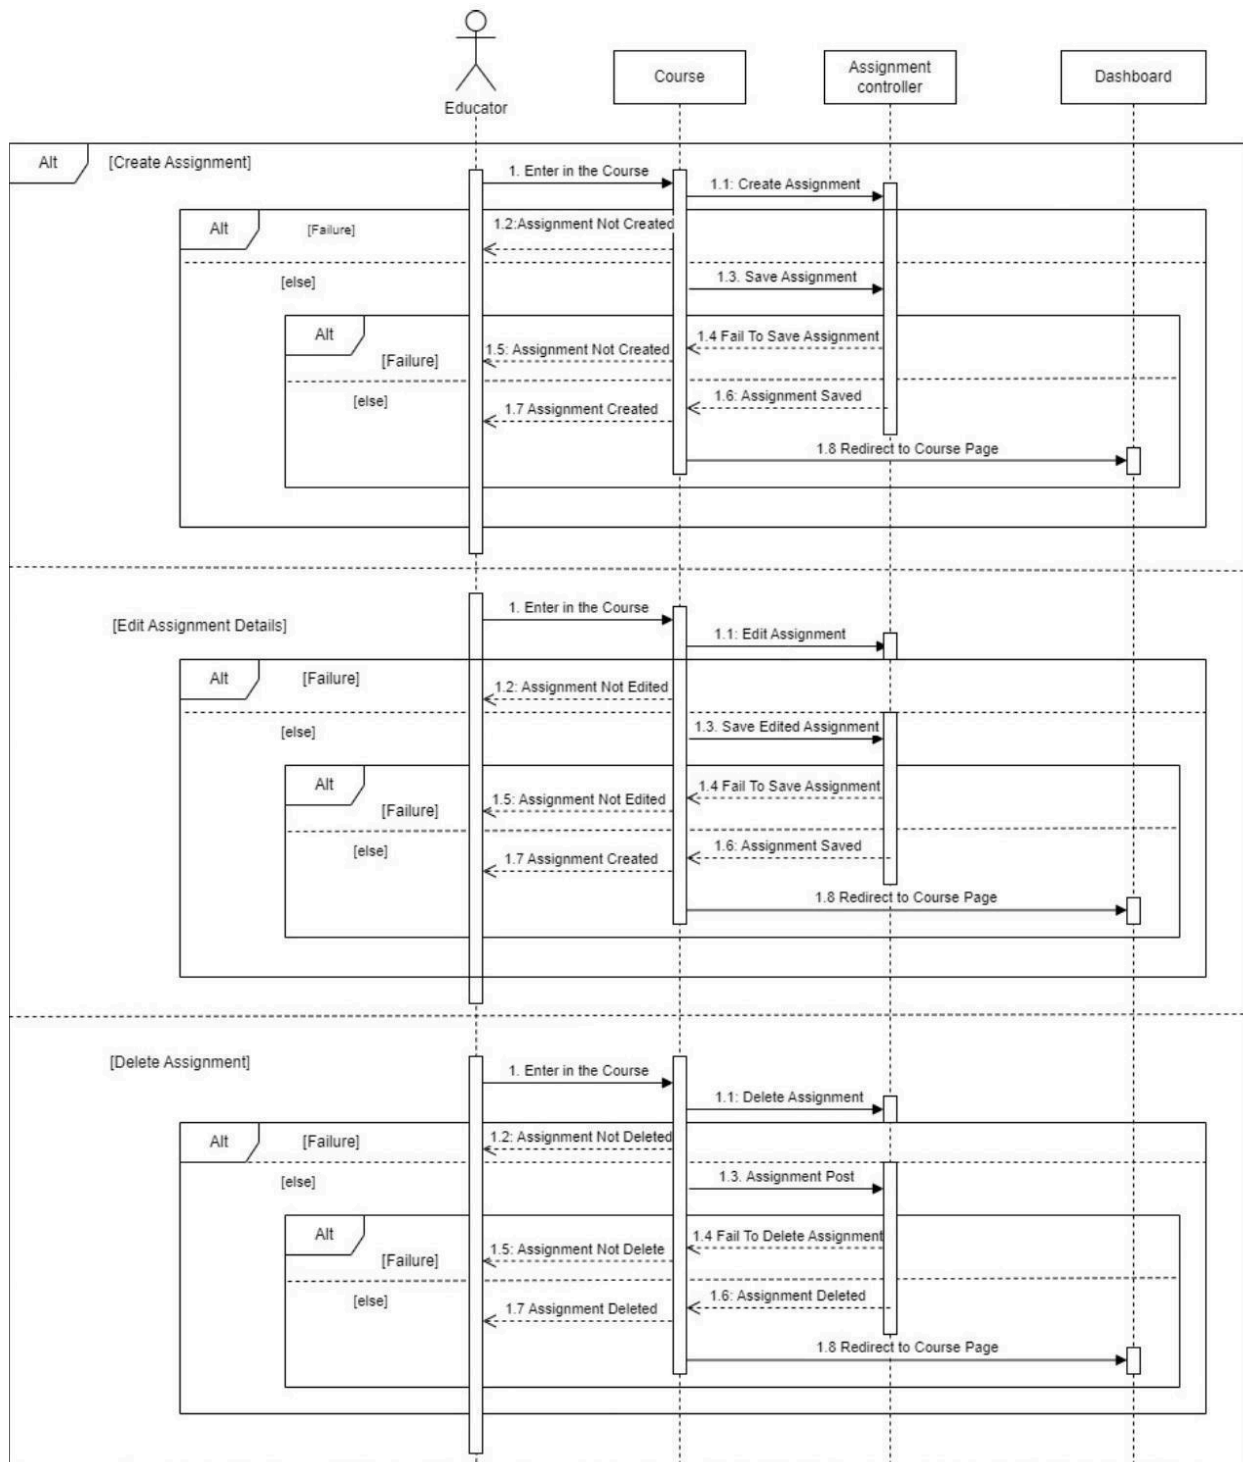 Educator
Course
Assignment
controller
Dashboard
Alt
[Create Assignment]
1. Enter in the Course
1.1: Create Assignment
Alt
[Failure]
1.2:Assignment Not Created
[else]
1.3. Save Assignment
Alt
[Failure]
1.4 Fail To Save Assignment
1.5: Assignment Not Created
[else]
1.6: Assignment Saved
1.7 Assignment Created
1.8 Redirect to Course Page
[Edit Assignment Details]
1. Enter in the Course
1.1: Edit Assignment
Alt
[Failure]
1.2: Assignment Not Edited
[else]
1.3. Save Edited Assignment
Alt
[Failure]
1.4 Fail To Save Assignment
1.5: Assignment Not Edited
[else]
1.6: Assignment Saved
1.7 Assignment Created
1.8 Redirect to Course Page
[Delete Assignment]
1. Enter in the Course
1.1: Delete Assignment
Alt
[Failure]
1.2: Assignment Not Deleted
[else]
1.3. Assignment Post
Alt
[Failure]
1.4 Fail To Delete Assignment
1.5: Assignment Not Delete
[else]
1.6: Assignment Deleted
1.7 Assignment Deleted
1.8 Redirect to Course Page